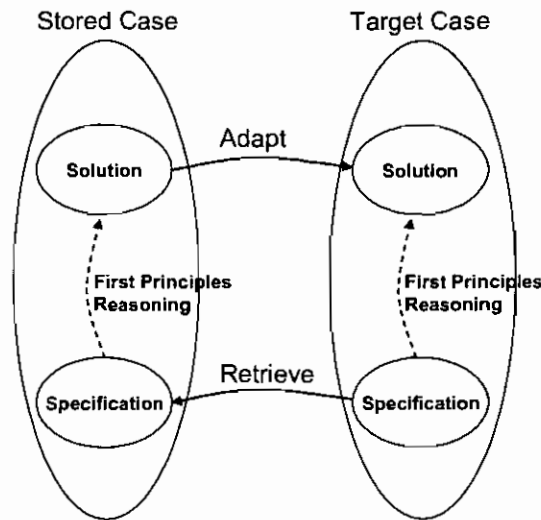 Stored Case
Target Case
Adapt
Solution
Solution
First Principles
Reasoning
First Principles
Reasoning
Retrieve
Specification
Specification